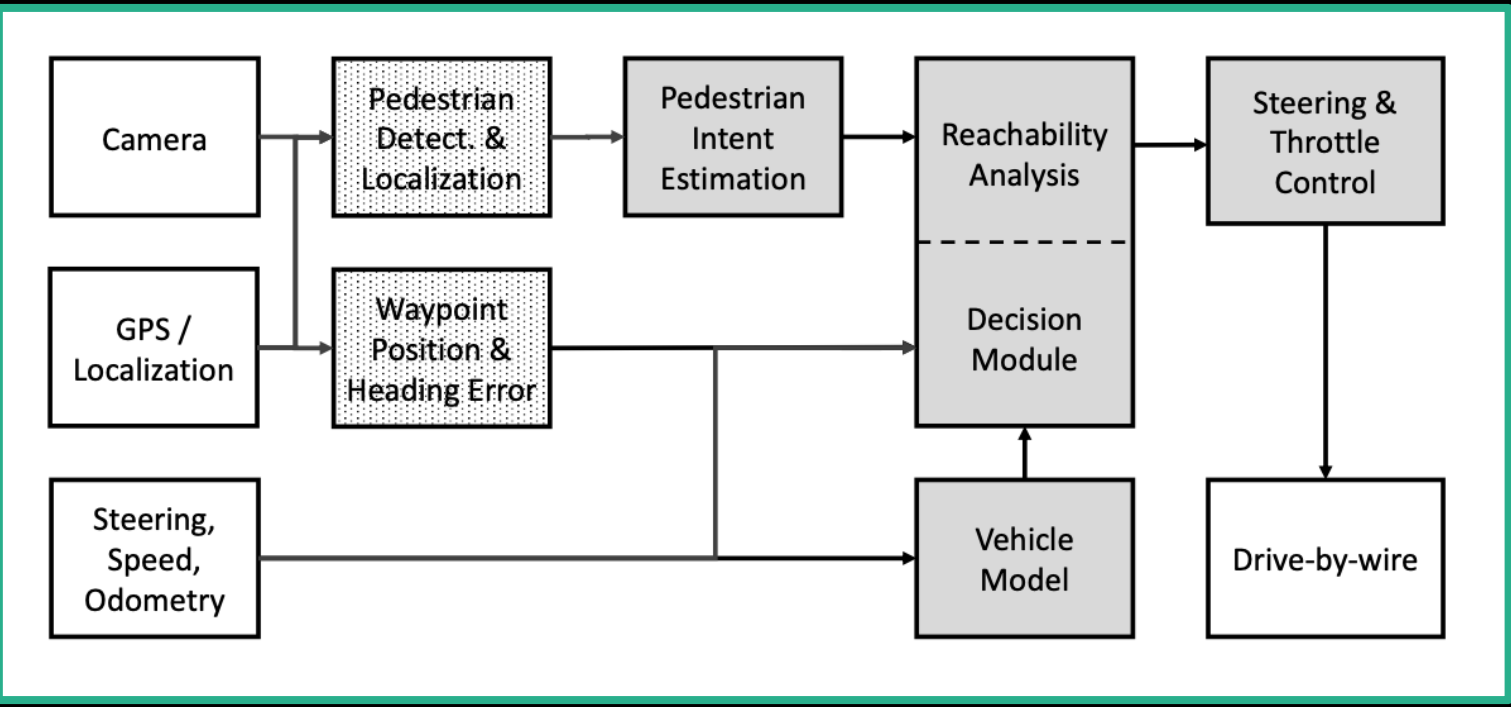 Camera
Pedestrian
Detect. &
Localization
Pedestrian
Intent
Estimation
Reachability
Analysis
Steering &
Throttle
Control
GPS /
Localization
Waypoint
Position &
Heading Error
Decision
Module
Steering,
Speed,
Odometry
Vehicle
Model
Drive-by-wire